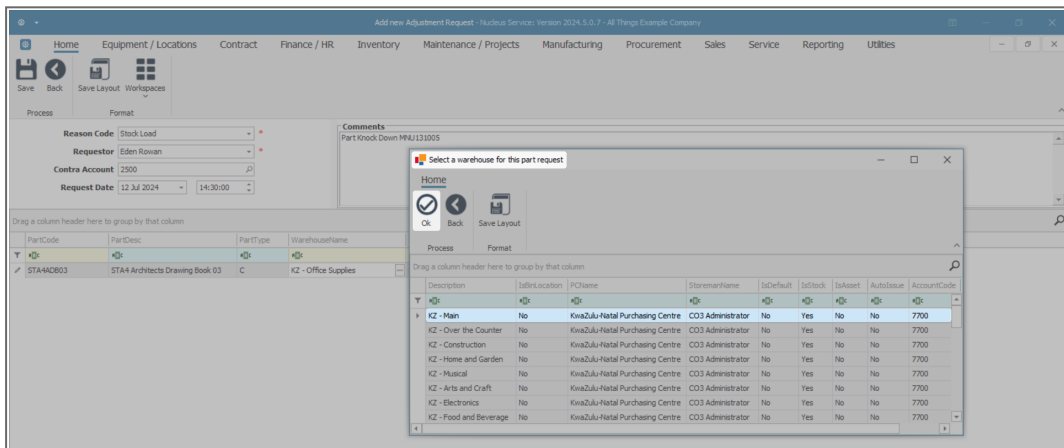 Add new Adjustment Request - Nucleus Service: Version 2024.5.0.7 - All Things Example Company
Home Equipment / Locations Contract Finance / HR Inventory Maintenance / Projects Manufacturing Procurement Sales Service Reporting Utilities
Save Back Save Layout Workspaces
Process Format
Reason Code Stock Load *
Requestor Eden Rowan *
Contra Account 2500
Request Date 12 Jul 2024 14:30:00
Comments
Part Knock Down MNU131005
Drag a column header here to group by that column
PartCode PartDesc PartType WarehouseName
STA4ADB03 STA4 Architects Drawing Book 03 C KZ - Office Supplies
Select a warehouse for this part request
Home
Ok Back Save Layout
Process Format
Drag a column header here to group by that column
Description IsBinLocation PCName StoremanName IsDefault IsStock IsAsset AutoIssue AccountCode
KZ - Main No KwaZulu-Natal Purchasing Centre CO3 Administrator No Yes No No 7700
KZ - Over the Counter No KwaZulu-Natal Purchasing Centre CO3 Administrator No Yes No No 7700
KZ - Construction No KwaZulu-Natal Purchasing Centre CO3 Administrator No Yes No No 7700
KZ - Home and Garden No KwaZulu-Natal Purchasing Centre CO3 Administrator No Yes No No 7700
KZ - Musical No KwaZulu-Natal Purchasing Centre CO3 Administrator No Yes No No 7700
KZ - Arts and Craft No KwaZulu-Natal Purchasing Centre CO3 Administrator No Yes No No 7700
KZ - Electronics No KwaZulu-Natal Purchasing Centre CO3 Administrator No Yes No No 7700
KZ - Food and Beverage No KwaZulu-Natal Purchasing Centre CO3 Administrator No Yes No No 7700